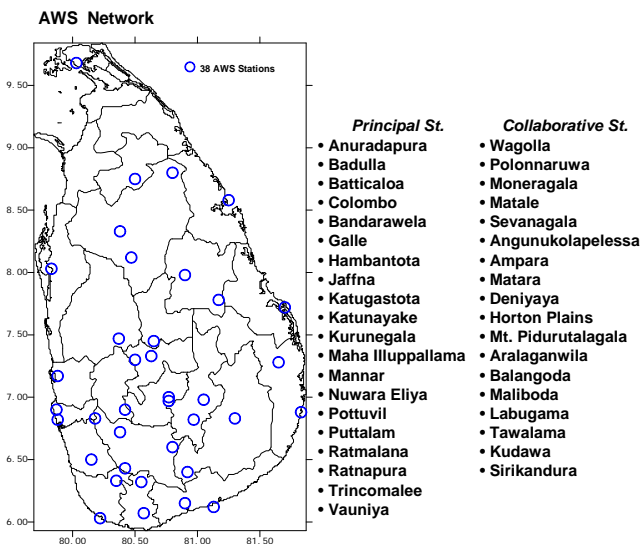 AWS Network
38 AWS Stations
9.50
9.00
8.50
8.00
7.50
7.00
6.50
6.00
80.00
80.50
81.00
81.50
Principal St.
• Anuradapura
• Badulla
• Batticaloa
• Colombo
• Bandarawela
• Galle
• Hambantota
• Jaffna
• Katugastota
• Katunayake
• Kurunegala
• Maha Illuppallama
• Mannar
• Nuwara Eliya
• Pottuvil
• Puttalam
• Ratmalana
• Ratnapura
• Trincomalee
• Vauniya
Collaborative St.
• Wagolla
• Polonnaruwa
• Moneragala
• Matale
• Sevanagala
• Angunukolapelessa
• Ampara
• Matara
• Deniyaya
• Horton Plains
• Mt. Pidurutalagala
• Aralaganwila
• Balangoda
• Maliboda
• Labugama
• Tawalama
• Kudawa
• Sirikandura